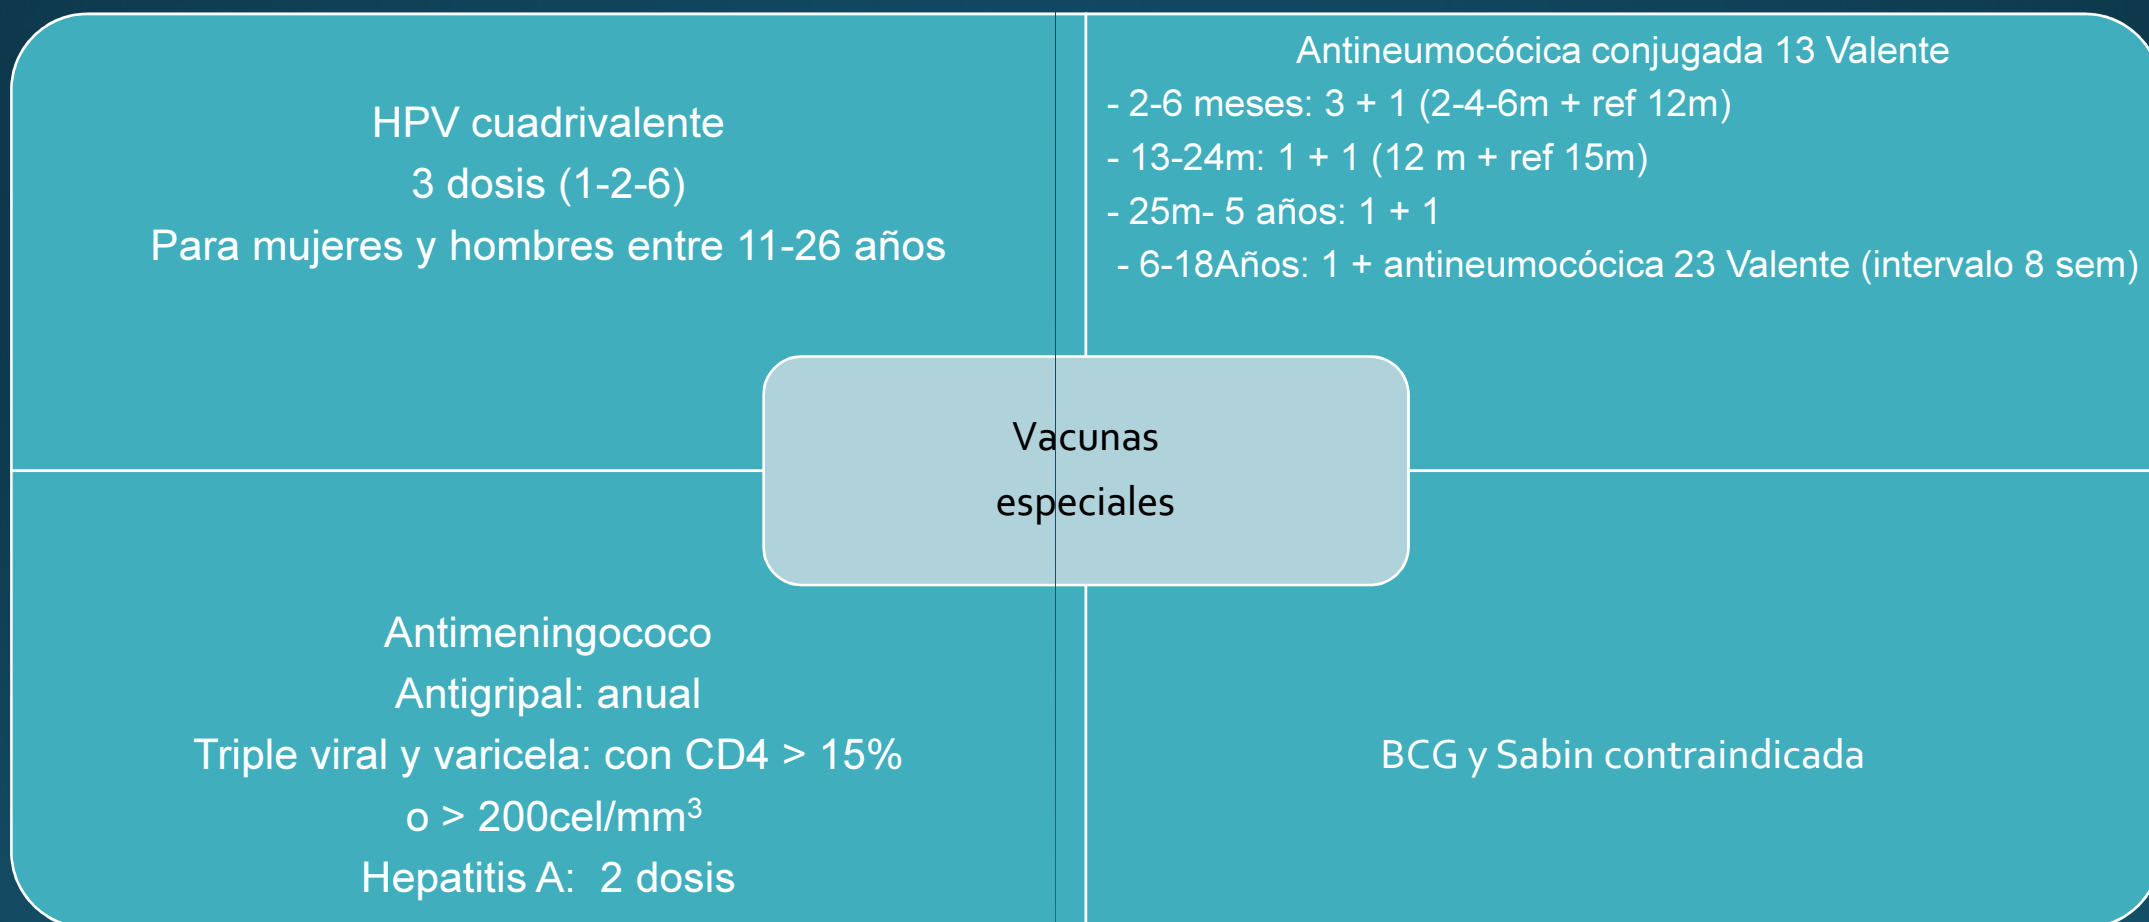 HPV cuadrivalente
3 dosis (1-2-6)
Para mujeres y hombres entre 11-26 años
Antineumocócica conjugada 13 Valente
- 2-6 meses: 3 + 1 (2-4-6m + ref 12m)
- 13-24m: 1 + 1 (12 m + ref 15m)
- 25m- 5 años: 1 + 1
- 6-18Años: 1 + antineumocócica 23 Valente (intervalo 8 sem)
Vacunas
especiales
Antimeningococo
Antigripal: anual
Triple viral y varicela: con CD4 > 15%
o > 200cel/mm³
Hepatitis A: 2 dosis
BCG y Sabin contraindicada